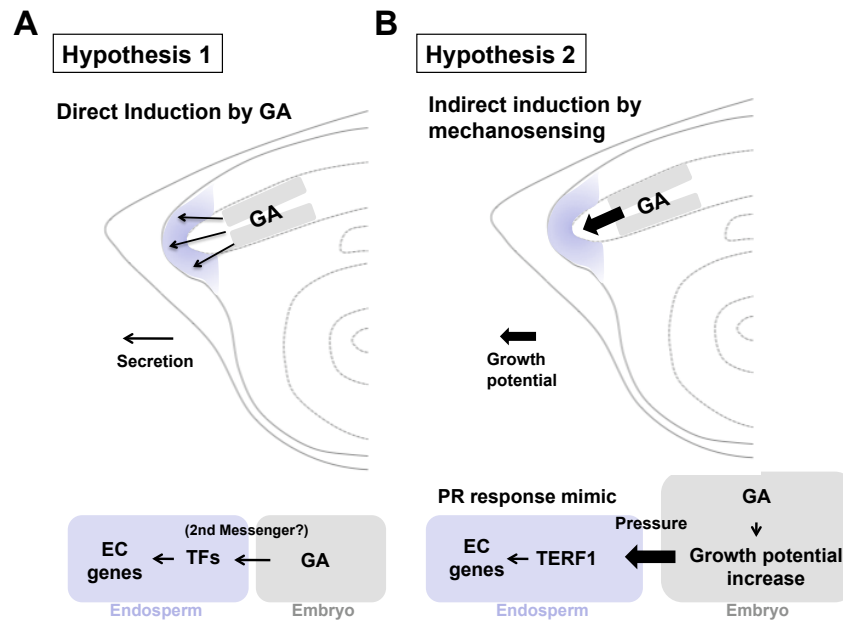 A
Hypothesis 1
Direct Induction by GA
GA
Secretion
(2nd Messenger?)
EC
genes
TFs
GA
Endosperm
Embryo
B
Hypothesis 2
Indirect induction by
mechanosensing
GA
Growth
potential
PR response mimic
GA
Pressure
EC
genes
TERF1
Growth potential
increase
Endosperm
Embryo